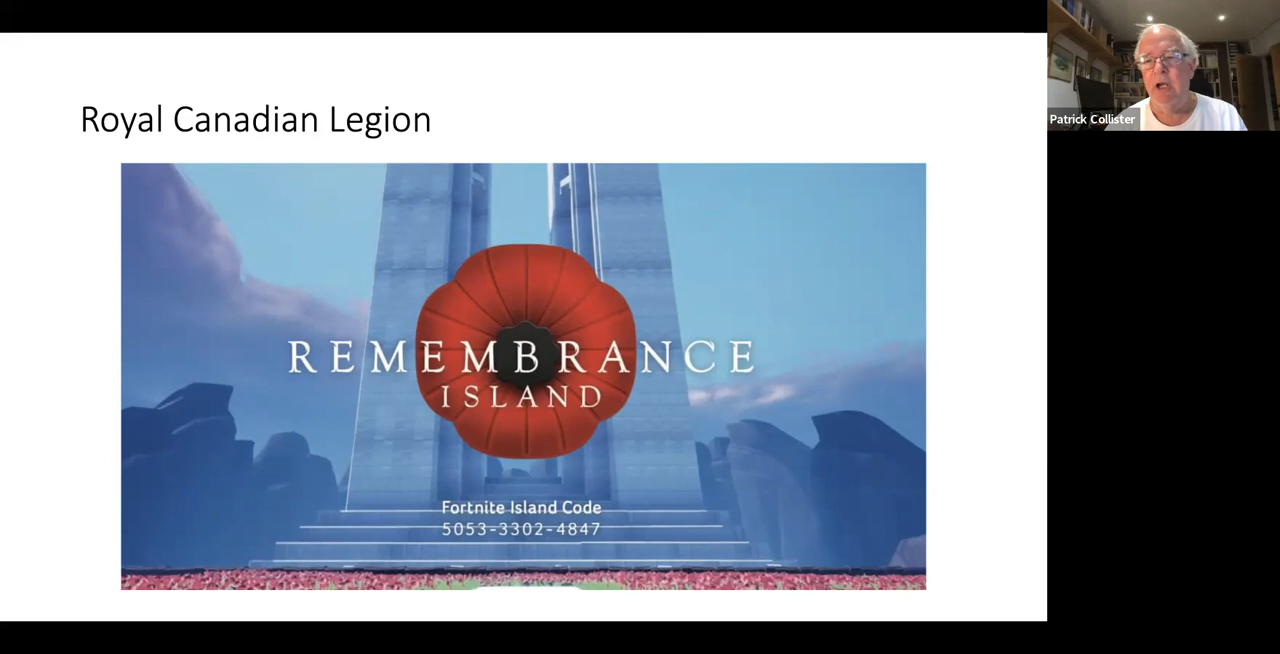 Royal Canadian Legion
REMEMBRANCE
ISLAND
Fortnite Island Code
5053-3302-4847
Patrick Collister